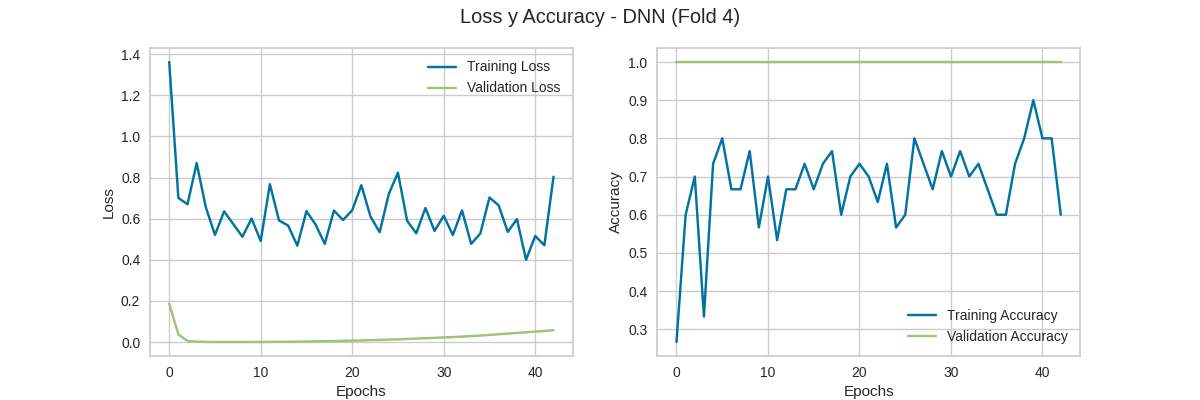 Loss y Accuracy - DNN (Fold 4)
1.4
1.2
1.0
0.8
0.6
0.4
0.2
0.0
Loss
Training Loss
Validation Loss
0 10 20 30 40
Epochs
1.0
0.9
0.8
0.7
0.6
0.5
0.4
0.3
Accuracy
Training Accuracy
Validation Accuracy
0 10 20 30 40
Epochs